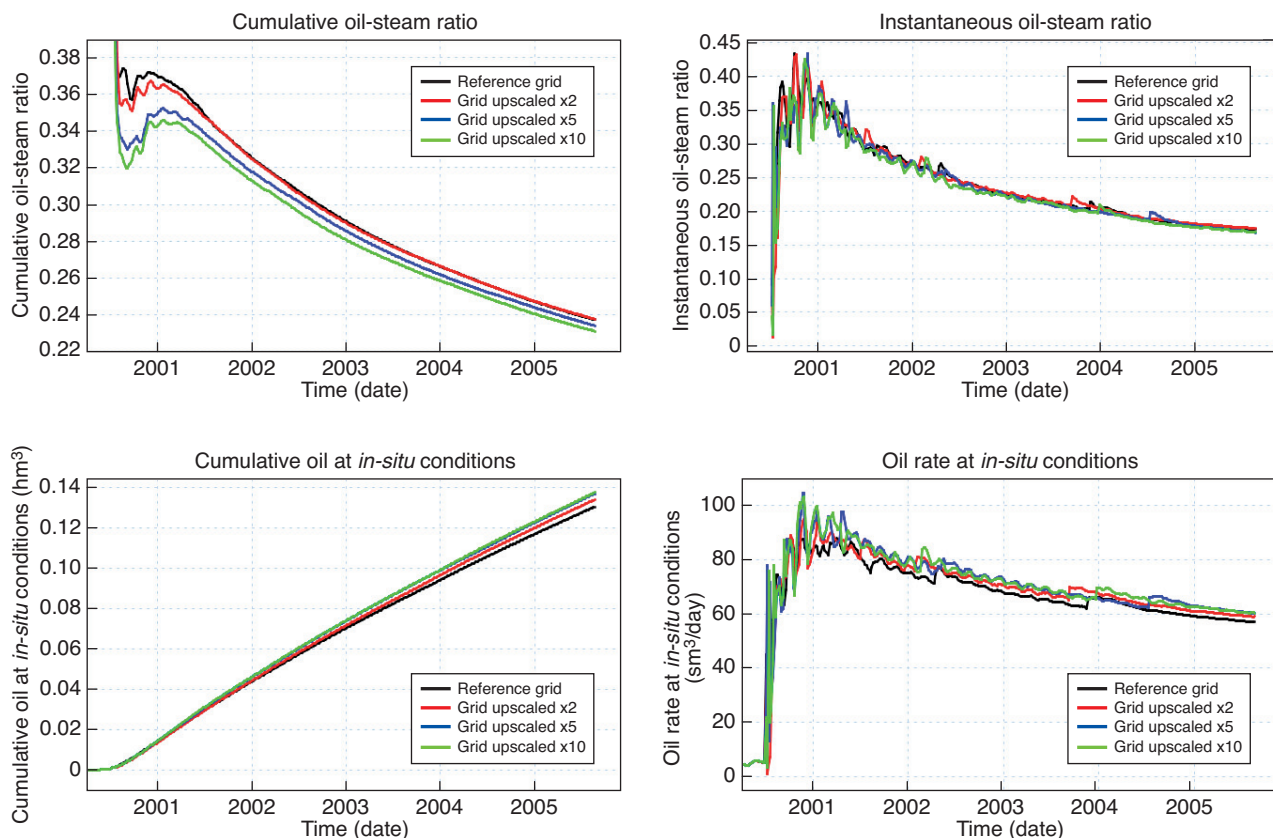 Cumulative oil-steam ratio
Cumulative oil-steam ratio
0.38
0.36
0.34
0.32
0.30
0.28
0.26
0.24
0.22
Reference grid
Grid upscaled x2
Grid upscaled x5
Grid upscaled x10
2001 2002 2003 2004 2005
Time (date)
Instantaneous oil-steam ratio
Instantaneous oil-steam ratio
0.45
0.40
0.35
0.30
0.25
0.20
0.15
0.10
0.05
0
Reference grid
Grid upscaled x2
Grid upscaled x5
Grid upscaled x10
2001 2002 2003 2004 2005
Time (date)
Cumulative oil at in-situ conditions
Cumulative oil at in-situ conditions (hm³)
0.14
0.12
0.10
0.08
0.06
0.04
0.02
0
Reference grid
Grid upscaled x2
Grid upscaled x5
Grid upscaled x10
2001 2002 2003 2004 2005
Time (date)
Oil rate at in-situ conditions
Oil rate at in-situ conditions
(sm³/day)
100
80
60
40
20
0
Reference grid
Grid upscaled x2
Grid upscaled x5
Grid upscaled x10
2001 2002 2003 2004 2005
Time (date)